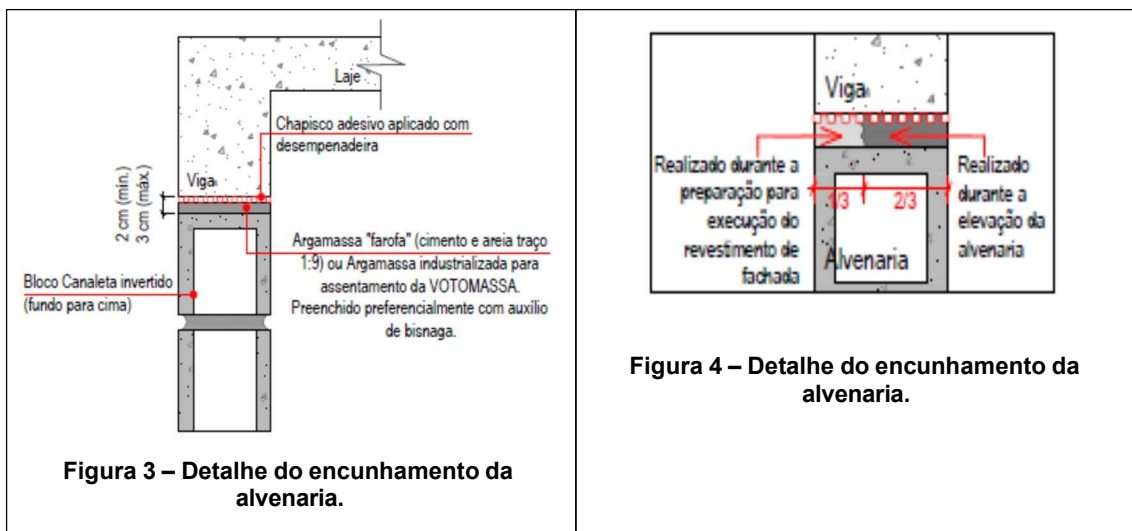 Laje
Chapisco adesivo aplicado com
desempenadeira
Viga
2 cm (mín.)
3 cm (máx.)
Argamassa "farofa" (cimento e areia traço
1:9) ou Argamassa industrializada para
assentamento da VOTOMASSA.
Preenchido preferencialmente com auxílio
de bisnaga.
Bloco Canaleta invertido
(fundo para cima)
Figura 3 – Detalhe do encunhamento da
alvenaria.
Viga
Realizado durante a
preparação para
execução do
revestimento de
fachada
1/3
2/3
Realizado
durante a
elevação da
alvenaria
Alvenaria
Figura 4 – Detalhe do encunhamento da
alvenaria.